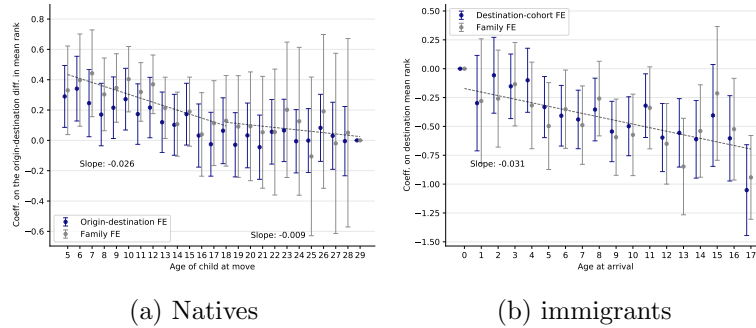 0.8
0.6
0.4
0.2
0.0
−0.2
−0.4
−0.6
Coeff. on the origin-destination diff. in mean rank
Slope: -0.026
Slope: -0.009
Origin-destination FE
Family FE
5 6 7 8 9 10 11 12 13 14 15 16 17 18 19 20 21 22 23 24 25 26 27 28 29
Age of child at move
(a) Natives
0.50
0.25
0.00
−0.25
−0.50
−0.75
−1.00
−1.25
−1.50
Coeff. on destination mean rank
Destination-cohort FE
Family FE
Slope: -0.031
0 1 2 3 4 5 6 7 8 9 10 11 12 13 14 15 16 17
Age at arrival
(b) immigrants